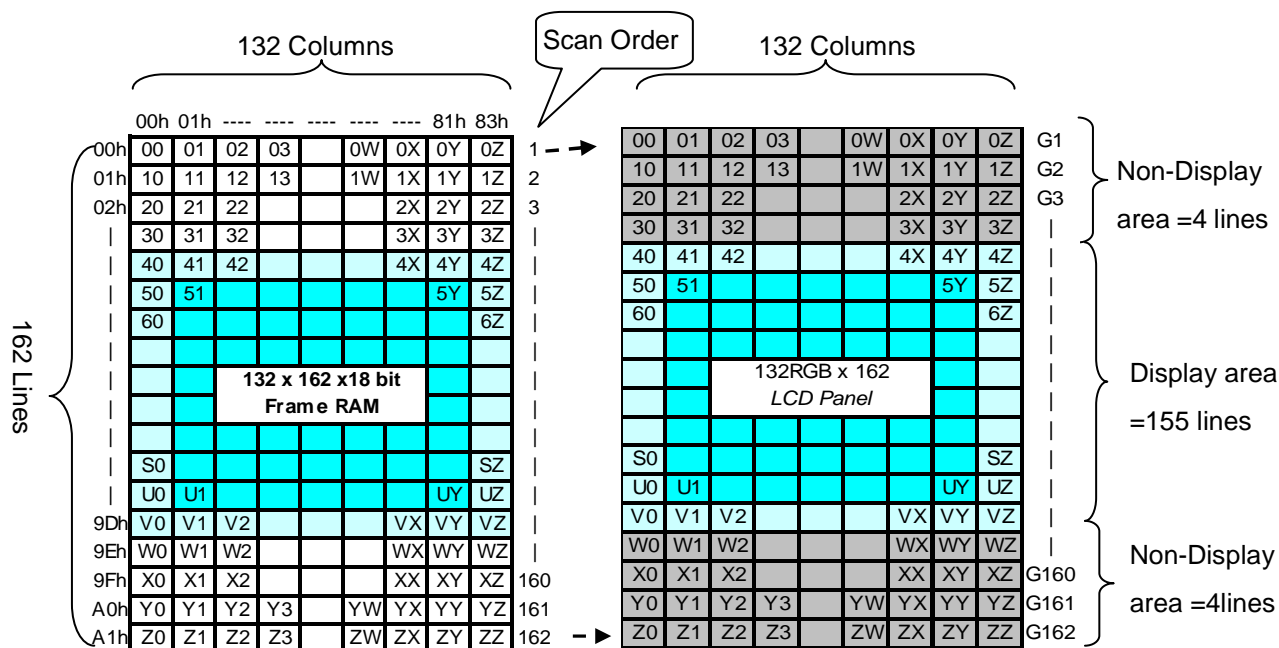 132 Columns
Scan Order
132 Columns
00h 01h ---- ---- ---- ---- ---- 81h 83h
00h 00 01 02 03 0W 0X 0Y 0Z 1 00 01 02 03 0W 0X 0Y 0Z G1
01h 10 11 12 13 1W 1X 1Y 1Z 2 10 11 12 13 1W 1X 1Y 1Z G2
02h 20 21 22 2X 2Y 2Z 3 20 21 22 2X 2Y 2Z G3
30 31 32 3X 3Y 3Z 30 31 32 3X 3Y 3Z
40 41 42 4X 4Y 4Z 40 41 42 4X 4Y 4Z
50 51 5Y 5Z 50 51 5Y 5Z
60 6Z 60 6Z
132 x 162 x18 bit
Frame RAM
132RGB x 162
LCD Panel
S0 SZ S0 SZ
U0 U1 UY UZ U0 U1 UY UZ
9Dh V0 V1 V2 VX VY VZ V0 V1 V2 VX VY VZ
9Eh W0 W1 W2 WX WY WZ W0 W1 W2 WX WY WZ
9Fh X0 X1 X2 XX XY XZ 160 X0 X1 X2 XX XY XZ G160
A0h Y0 Y1 Y2 Y3 YW YX YY YZ 161 Y0 Y1 Y2 Y3 YW YX YY YZ G161
A1h Z0 Z1 Z2 Z3 ZW ZX ZY ZZ 162 Z0 Z1 Z2 Z3 ZW ZX ZY ZZ G162
162 Lines
Non-Display
area =4 lines
Display area
=155 lines
Non-Display
area =4lines